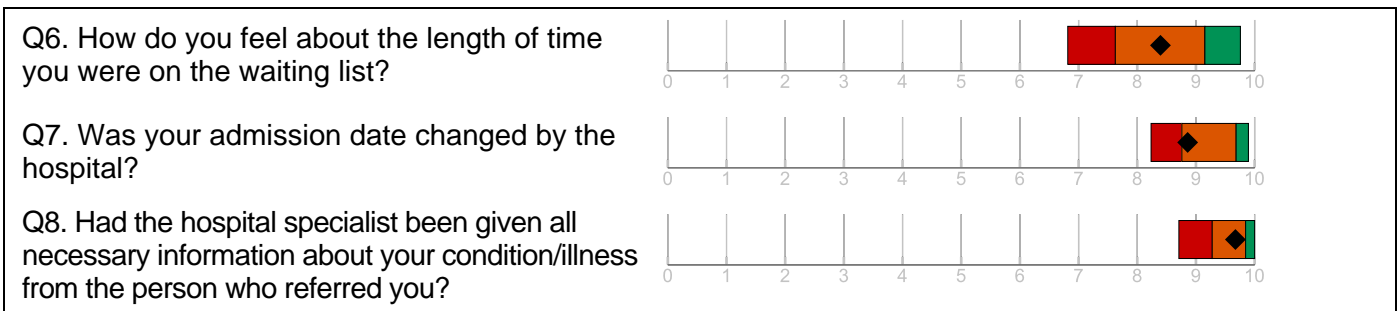 Q6. How do you feel about the length of time
you were on the waiting list?
0 1 2 3 4 5 6 7 8 9 10
Q7. Was your admission date changed by the
hospital?
0 1 2 3 4 5 6 7 8 9 10
Q8. Had the hospital specialist been given all
necessary information about your condition/illness
from the person who referred you?
0 1 2 3 4 5 6 7 8 9 10